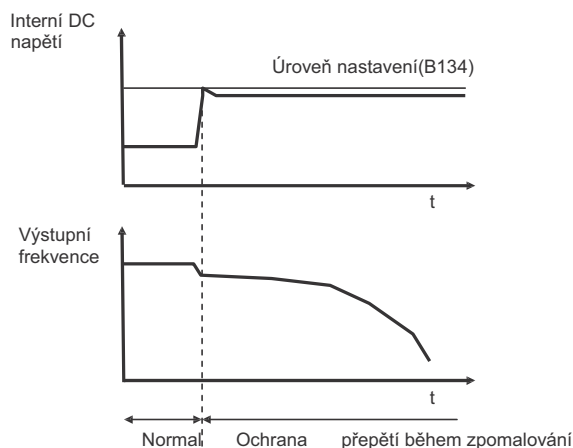 Interní DC
napětí
Úroveň nastavení(B134)
t
Výstupní
frekvence
t
Normal Ochrana přepětí během zpomalování